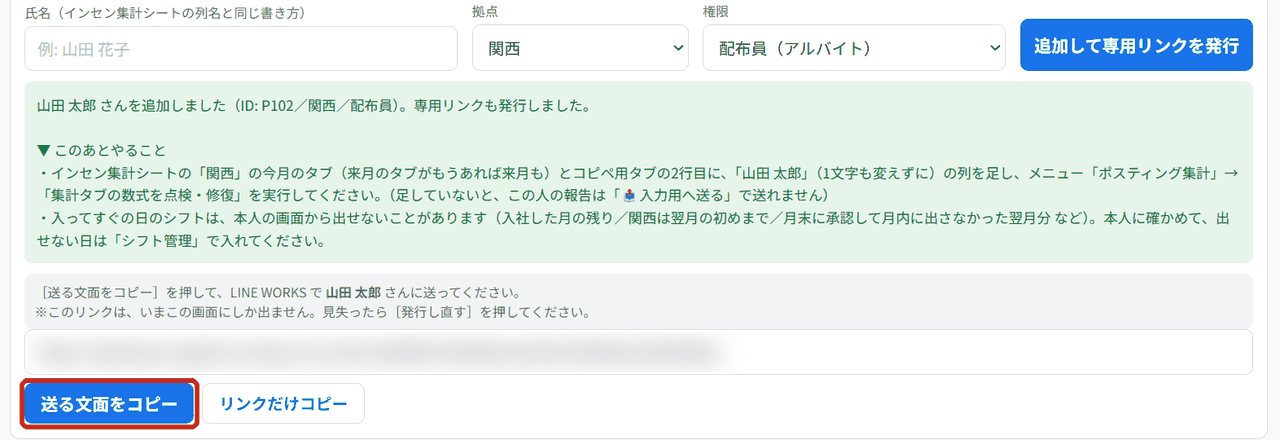 氏名（インセン集計シートの列名と同じ書き方）
拠点
権限
例: 山田 花子
関西
配布員（アルバイト）
追加して専用リンクを発行
山田 太郎 さんを追加しました（ID: P102／関西／配布員）。専用リンクも発行しました。
▼ このあとやること
・インセン集計シートの「関西」の今月のタブ（来月のタブがもうあれば来月も）とコピペ用タブの2行目に、「山田 太郎」（1文字も変えずに）の列を足し、メニュー「ポスティング集計」→
「集計タブの数式を点検・修復」を実行してください。（足していないと、この人の報告は「📤 入力用へ送る」で送れません）
・入ってすぐの日のシフトは、本人の画面から出せないことがあります（入社した月の残り／関西は翌月の初めまで／月末に承認して月内に出さなかった翌月分 など）。本人に確かめて、出
せない日は「シフト管理」で入れてください。
［送る文面をコピー］を押して、LINE WORKS で 山田 太郎 さんに送ってください。
※このリンクは、いまこの画面にしか出ません。見失ったら［発行し直す］を押してください。
送る文面をコピー
リンクだけコピー